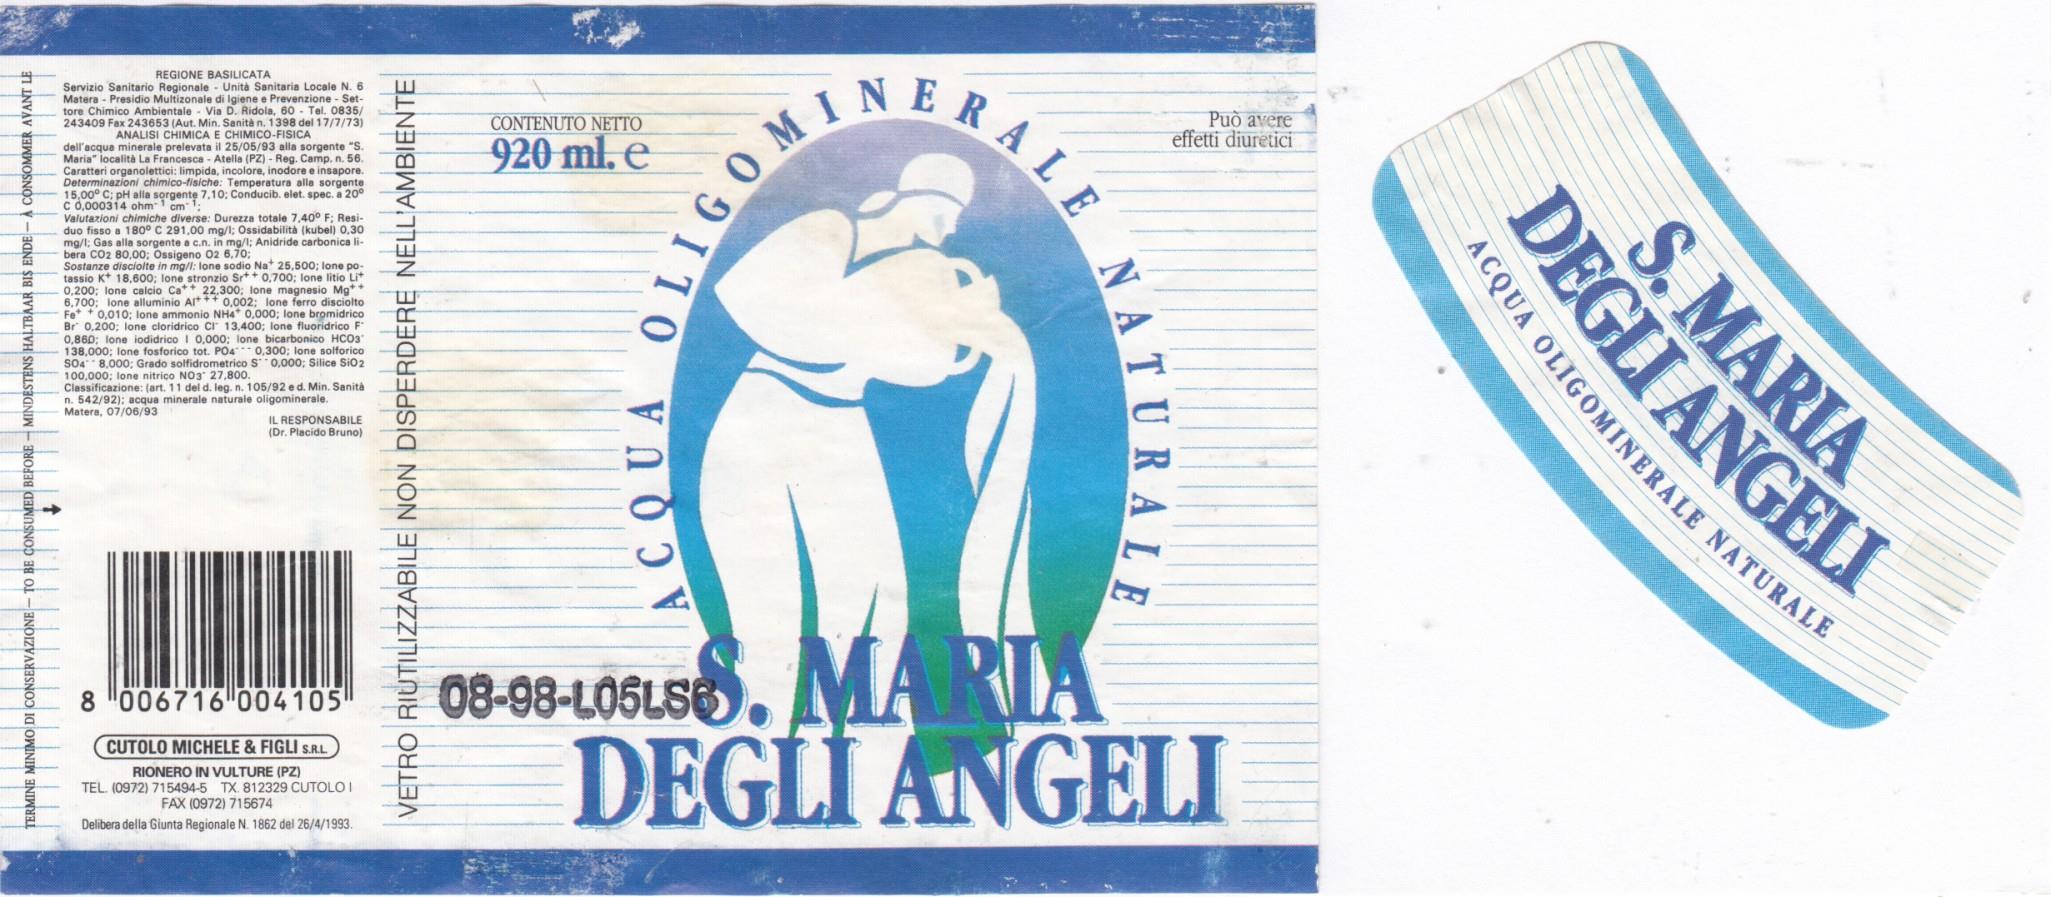 TERMINE MINIMO DI CONSERVAZIONE – TO BE CONSUMED BEFORE – MINDESTENS HALTBAR BIS ENDE – À CONSOMMER AVANT LE
REGIONE BASILICATA
Servizio Sanitario Regionale - Unità Sanitaria Locale N. 6
Matera - Presidio Multizonale di Igiene e Prevenzione - Set-
tore Chimico Ambientale - Via D. Ridola, 60 - Tel. 0835/
243409 Fax 243653 (Aut. Min. Sanità n. 1398 del 17/7/73)
ANALISI CHIMICA E CHIMICO-FISICA
dell'acqua minerale prelevata il 25/05/93 alla sorgente "S.
Maria" località La Francesca - Atella (PZ) - Reg. Camp. n. 56.
Caratteri organolettici: limpida, incolore, inodore e insapore.
Determinazioni chimico-fisiche: Temperatura alla sorgente
15,00° C; pH alla sorgente 7,10; Conducib. elet. spec. a 20°
C 0,000314 ohm⁻¹ cm⁻¹;
Valutazioni chimiche diverse: Durezza totale 7,40° F; Resi-
duo fisso a 180° C 291,00 mg/l; Ossidabilità (kubel) 0,30
mg/l; Gas alla sorgente a c.n. in mg/l; Anidride carbonica li-
bera CO2 80,00; Ossigeno O2 6,70;
Sostanze disciolte in mg/l: Ione sodio Na⁺ 25,500; Ione po-
tassio K⁺ 18,600; Ione stronzio Sr⁺⁺ 0,700; Ione litio Li⁺
0,200; Ione calcio Ca⁺⁺ 22,300; Ione magnesio Mg⁺⁺
6,700; Ione alluminio Al⁺⁺⁺ 0,002; Ione ferro disciolto
Fe⁺⁺ 0,010; Ione ammonio NH4⁺ 0,000; Ione bromidrico
Br⁻ 0,200; Ione cloridrico Cl⁻ 13,400; Ione fluoridrico F⁻
0,860; Ione iodidrico I 0,000; Ione bicarbonico HCO3⁻
138,000; Ione fosforico tot. PO4⁻⁻⁻ 0,300; Ione solforico
SO4⁻⁻ 8,000; Grado solfidrometrico S⁻⁻ 0,000; Silice SiO2
100,000; Ione nitrico NO3⁻ 27,800.
Classificazione: (art. 11 del d. leg. n. 105/92 e d. Min. Sanità
n. 542/92); acqua minerale naturale oligominerale.
Matera, 07/06/93
IL RESPONSABILE
(Dr. Placido Bruno)
8 006716 004105
CUTOLO MICHELE & FIGLI S.R.L.
RIONERO IN VULTURE (PZ)
TEL. (0972) 715494-5 TX. 812329 CUTOLO I
FAX (0972) 715674
Delibera della Giunta Regionale N. 1862 del 26/4/1993.
VETRO RIUTILIZZABILE NON DISPERDERE NELL'AMBIENTE
CONTENUTO NETTO
920 ml. e
ACQUA OLIGOMINERALE NATURALE
Può avere
effetti diuretici
08-98-L05LS6
S. MARIA
DEGLI ANGELI
S. MARIA
DEGLI ANGELI
ACQUA OLIGOMINERALE NATURALE